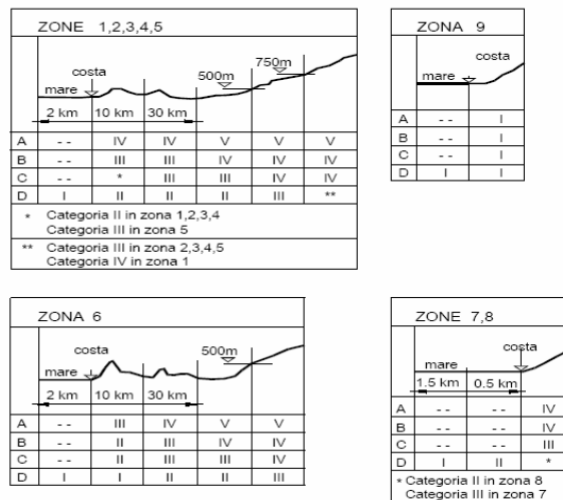 ZONE 1,2,3,4,5
costa
mare
500m
750m
2 km 10 km 30 km
A -- IV IV V V V
B -- III III IV IV IV
C -- * III III IV IV
D I II II II III **
* Categoria II in zona 1,2,3,4
Categoria III in zona 5
** Categoria III in zona 2,3,4,5
Categoria IV in zona 1
ZONA 9
costa
mare
A -- I
B -- I
C -- I
D I I
ZONA 6
costa
mare
500m
2 km 10 km 30 km
A -- III IV V V
B -- II III IV IV
C -- II III III IV
D I I II II III
ZONE 7,8
costa
mare
1.5 km 0.5 km
A -- -- IV
B -- -- IV
C -- -- III
D I II *
* Categoria II in zona 8
Categoria III in zona 7